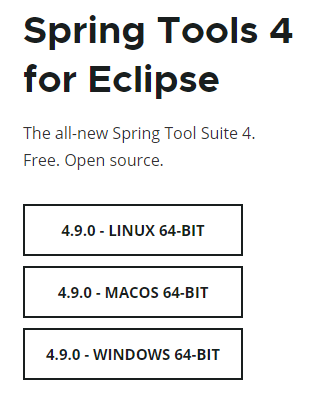 Spring Tools 4
for Eclipse
The all-new Spring Tool Suite 4.
Free. Open source.
4.9.0 - LINUX 64-BIT
4.9.0 - MACOS 64-BIT
4.9.0 - WINDOWS 64-BIT